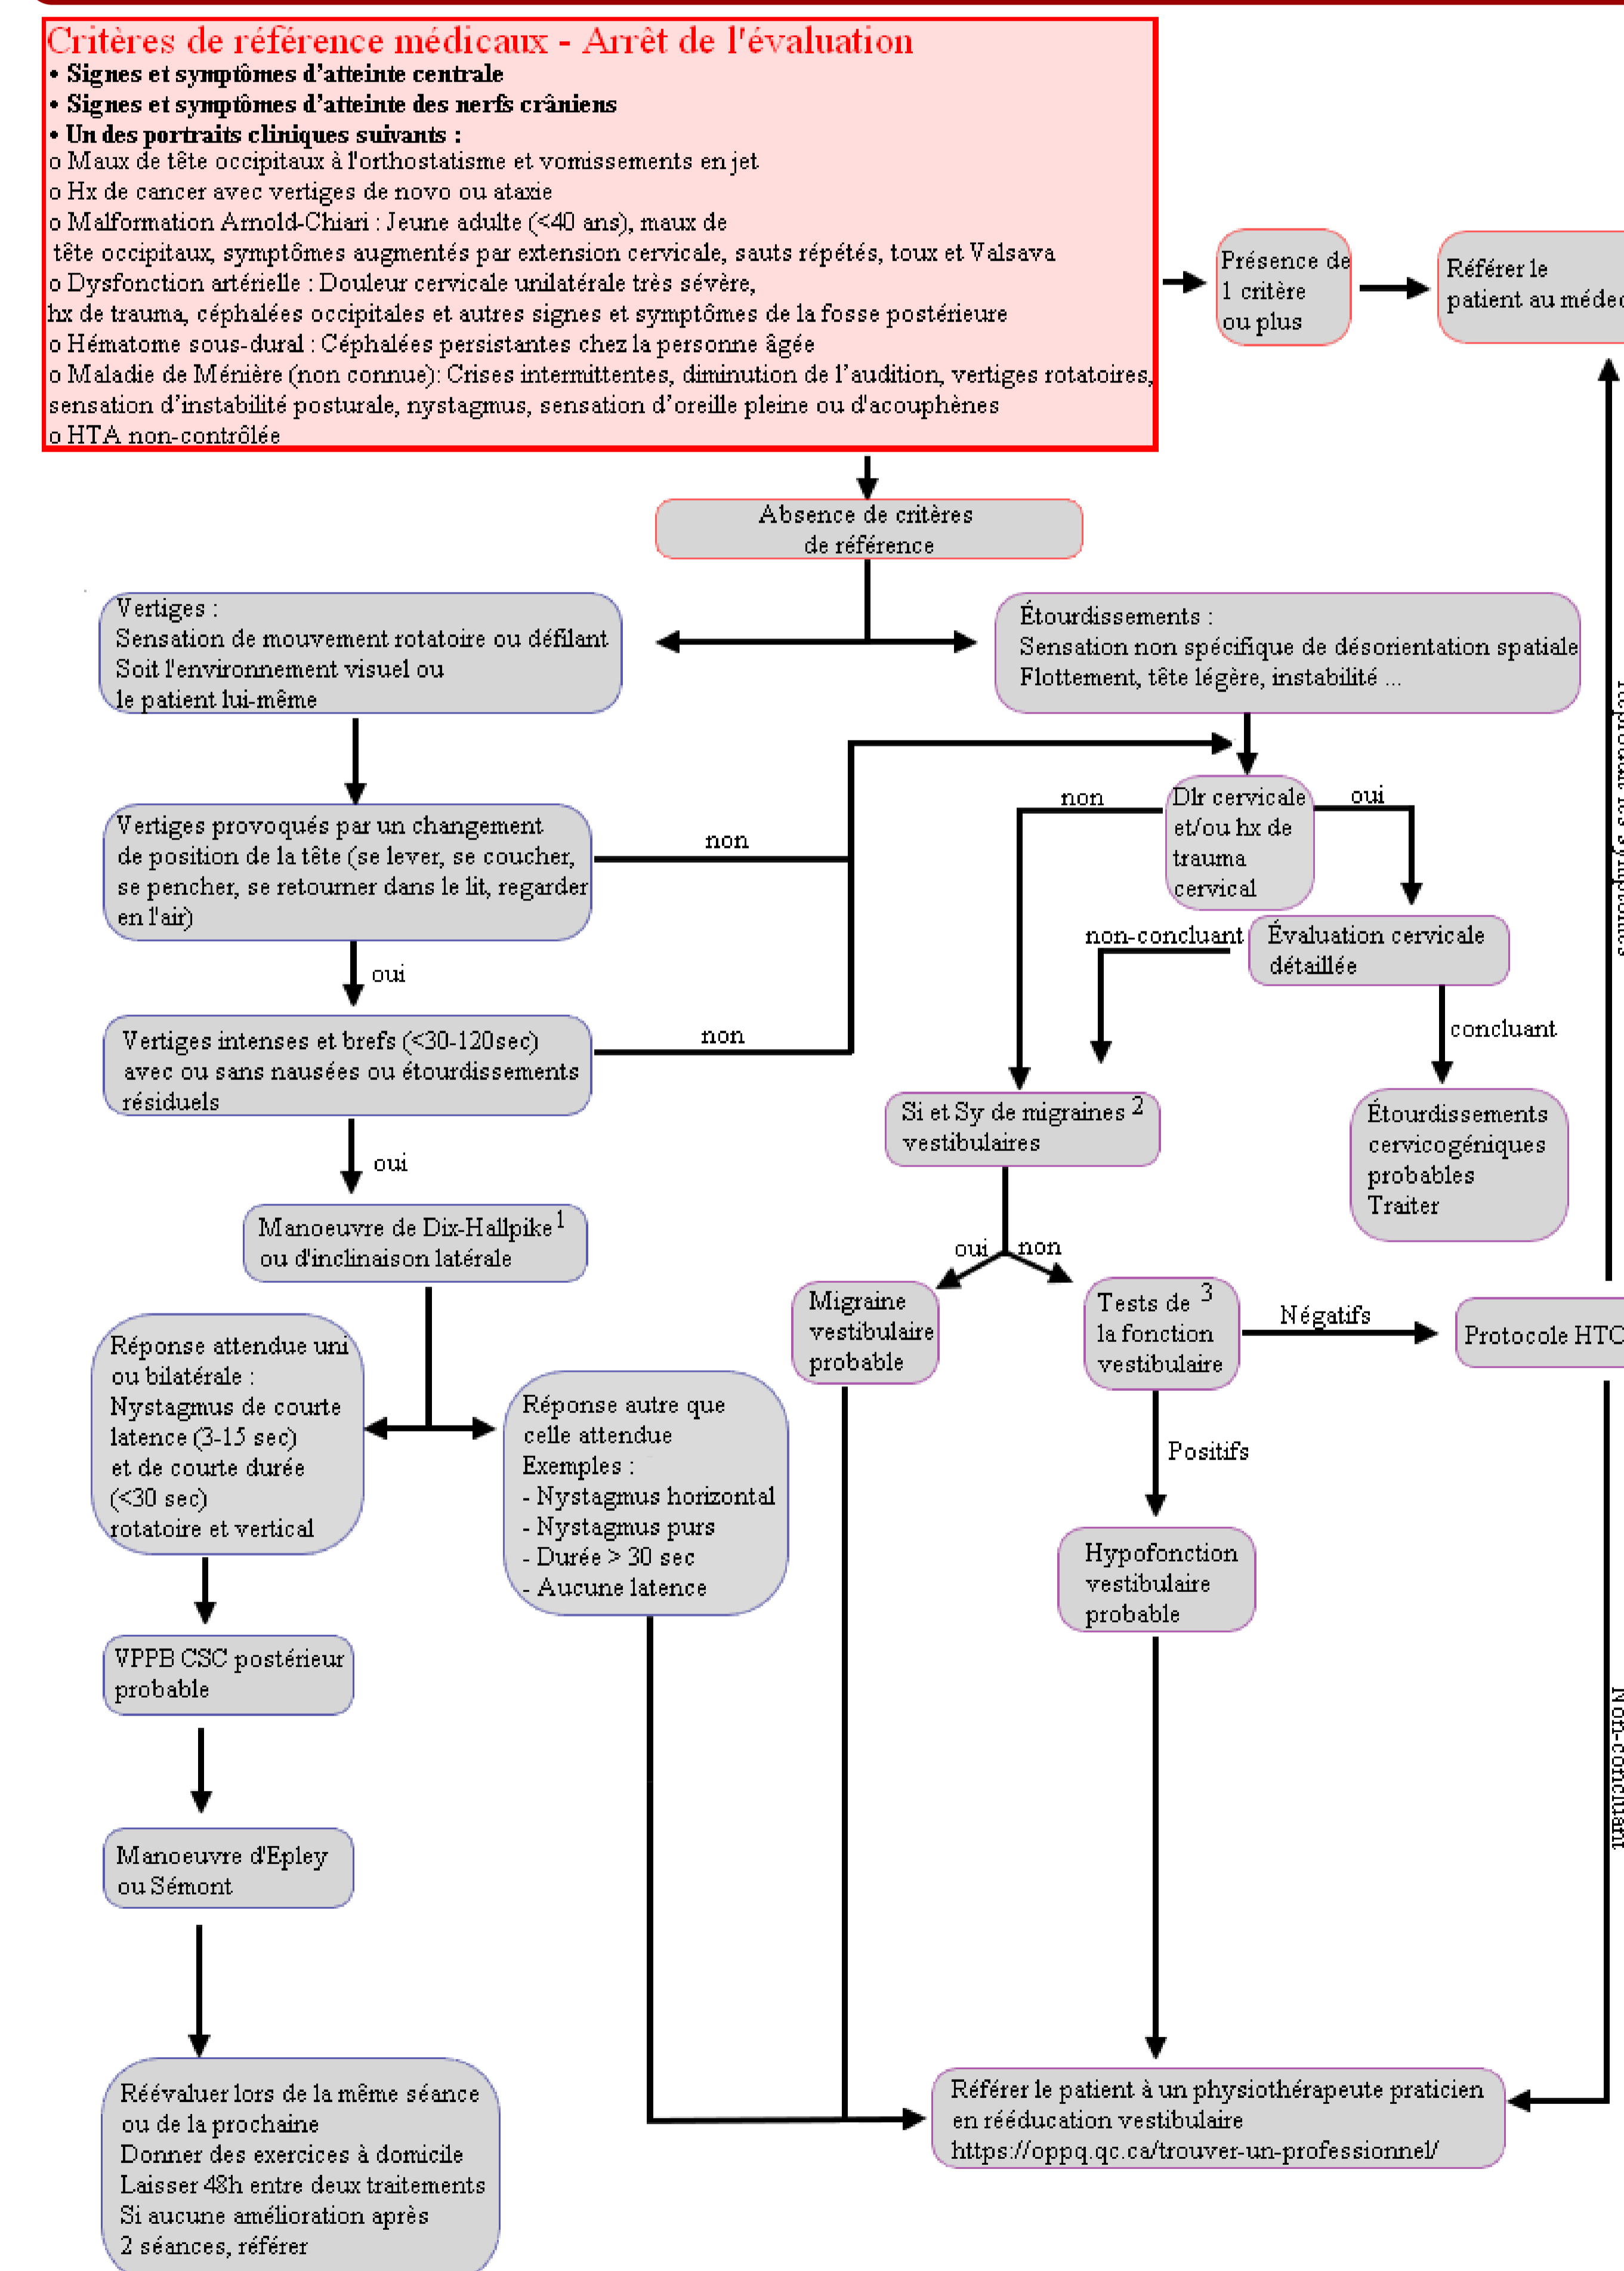 Critères de référence médicaux - Arrêt de l'évaluation
• Signes et symptômes d’atteinte centrale
• Signes et symptômes d’atteinte des nerfs crâniens
• Un des portraits cliniques suivants :
o Maux de tête occipitaux à l'orthostatisme et vomissements en jet
o Hx de cancer avec vertiges de novo ou ataxie
o Malformation Arnold-Chiari : Jeune adulte (<40 ans), maux de
tête occipitaux, symptômes augmentés par extension cervicale, sauts répétés, toux et Valsava
o Dysfonction artérielle : Douleur cervicale unilatérale très sévère,
hx de trauma, céphalées occipitales et autres signes et symptômes de la fosse postérieure
o Hématome sous-dural : Céphalées persistantes chez la personne âgée
o Maladie de Ménière (non connue): Crises intermittentes, diminution de l’audition, vertiges rotatoires,
sensation d’instabilité posturale, nystagmus, sensation d’oreille pleine ou d'acouphènes
o HTA non-contrôlée
Présence de
1 critère
ou plus
Référer le
patient au
Absence de critères
de référence
Vertiges :
Sensation de mouvement rotatoire ou défilant
Soit l'environnement visuel ou
le patient lui-même
Étourdissements :
Sensation non spécifique de désorientation spatiale
Flottement, tête légère, instabilité ...
Vertiges provoqués par un changement
de position de la tête (se lever, se coucher,
se pencher, se retourner dans le lit, regarder
en l'air)
non
oui
Vertiges intenses et brefs (<30-120sec)
avec ou sans nausées ou étourdissements
résiduels
non
oui
non
Dlr cervicale
et/ou hx de
trauma
cervical
oui
non-concluant
Évaluation cervicale
détaillée
concluant
Étourdissements
cervicogéniques
probables
Traiter
Si et Sy de migraines 2
vestibulaires
oui
non
Manoeuvre de Dix-Hallpike 1
ou d'inclinaison latérale
Migraine
vestibulaire
probable
Tests de 3
la fonction
vestibulaire
Négatifs
Protocole
Positifs
Réponse attendue uni
ou bilatérale :
Nystagmus de courte
latence (3-15 sec)
et de courte durée
(<30 sec)
rotatoire et vertical
Réponse autre que
celle attendue
Exemples :
- Nystagmus horizontal
- Nystagmus purs
- Durée > 30 sec
- Aucune latence
Hypofonction
vestibulaire
probable
VPPB CSC postérieur
probable
Non-concluant
Manoeuvre d'Epley
ou Sémont
Réévaluer lors de la même séance
ou de la prochaine
Donner des exercices à domicile
Laisser 48h entre deux traitements
Si aucune amélioration après
2 séances, référer
Référer le patient à un physiothérapeute praticien
en rééducation vestibulaire
https://oppq.qc.ca/trouver-un-professionnel/